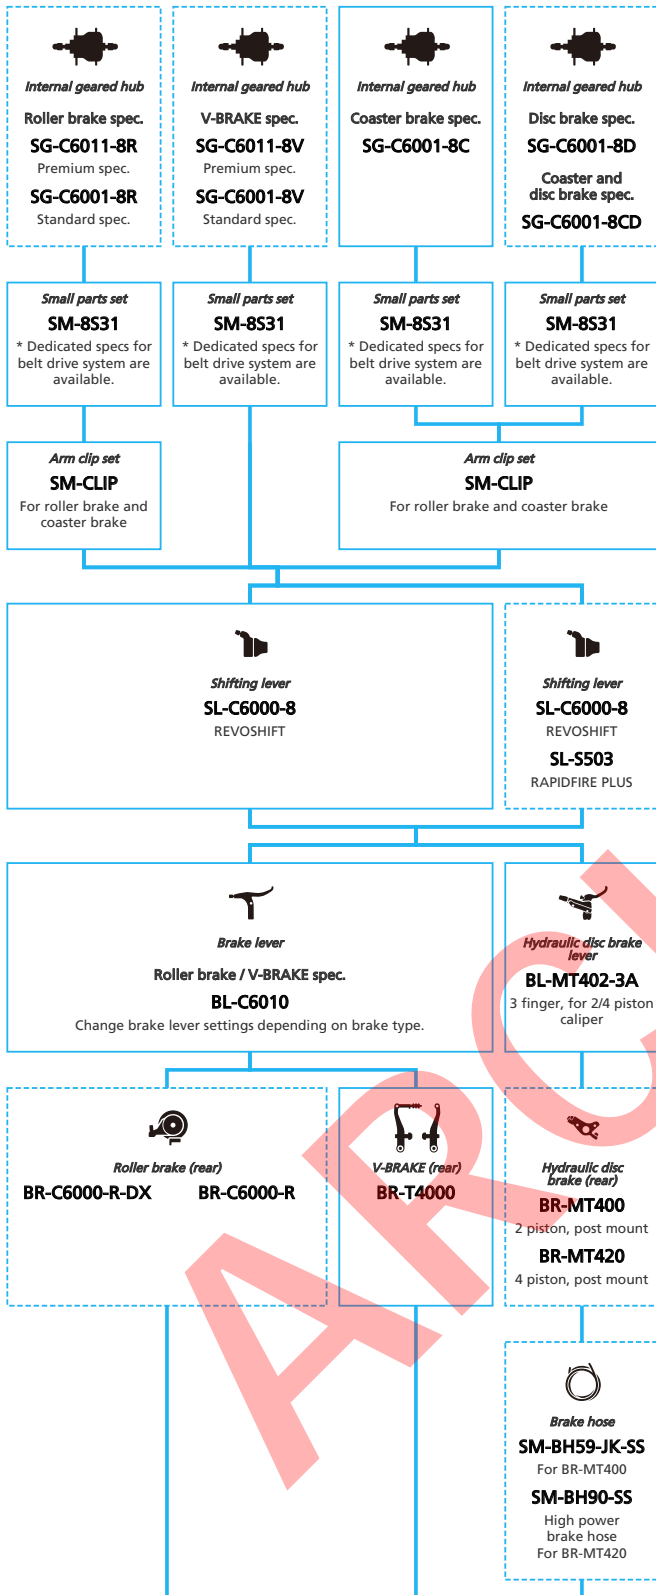 Internal geared hub
Roller brake spec.
SG-C6011-8R
Premium spec.
SG-C6001-8R
Standard spec.
Internal geared hub
V-BRAKE spec.
SG-C6011-8V
Premium spec.
SG-C6001-8V
Standard spec.
Internal geared hub
Coaster brake spec.
SG-C6001-8C
Internal geared hub
Disc brake spec.
SG-C6001-8D
Coaster and
disc brake spec.
SG-C6001-8CD
Small parts set
SM-8S31
* Dedicated specs for
belt drive system are
available.
Small parts set
SM-8S31
* Dedicated specs for
belt drive system are
available.
Small parts set
SM-8S31
* Dedicated specs for
belt drive system are
available.
Small parts set
SM-8S31
* Dedicated specs for
belt drive system are
available.
Arm clip set
SM-CLIP
For roller brake and
coaster brake
Arm clip set
SM-CLIP
For roller brake and coaster brake
Shifting lever
SL-C6000-8
REVOSHIFT
Shifting lever
SL-C6000-8
REVOSHIFT
SL-S503
RAPIDFIRE PLUS
Brake lever
Roller brake / V-BRAKE spec.
BL-C6010
Change brake lever settings depending on brake type.
Hydraulic disc brake
lever
BL-MT402-3A
3 finger, for 2/4 piston
caliper
Roller brake (rear)
BR-C6000-R-DX BR-C6000-R
V-BRAKE (rear)
BR-T4000
Hydraulic disc
brake (rear)
BR-MT400
2 piston, post mount
BR-MT420
4 piston, post mount
Brake hose
SM-BH59-JK-SS
For BR-MT400
SM-BH90-SS
High power
brake hose
For BR-MT420